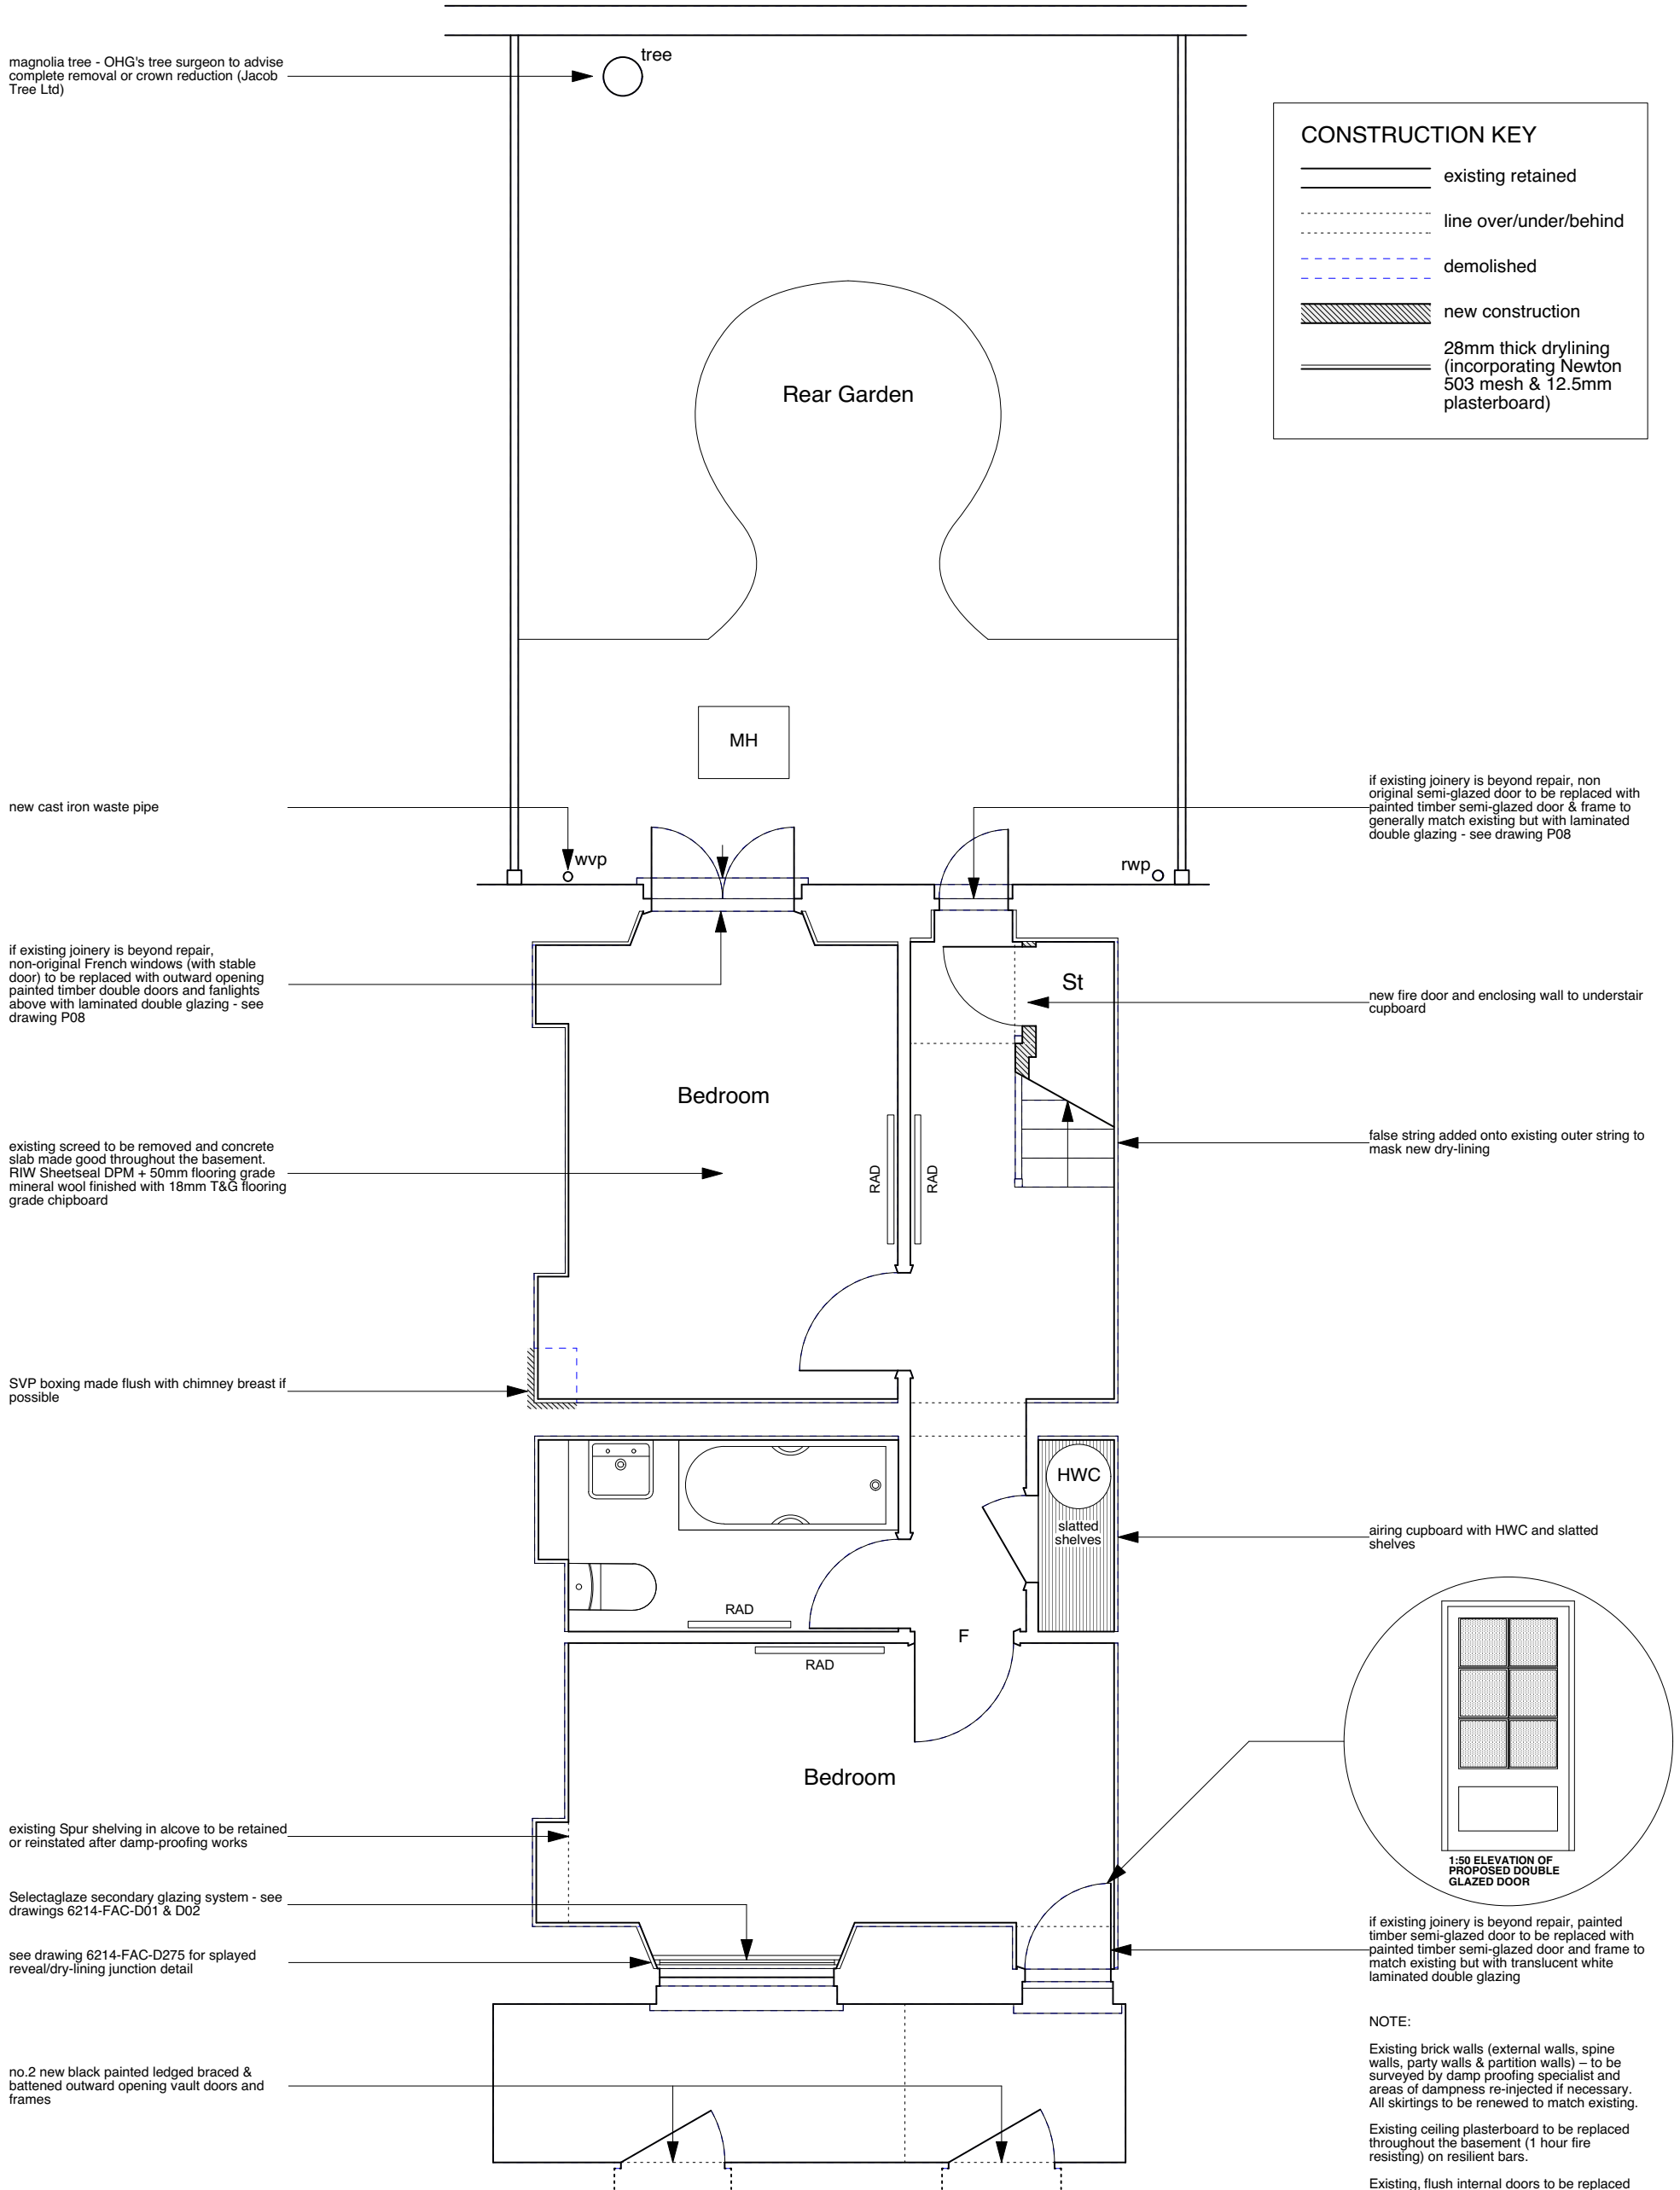 magnolia tree - OHG's tree surgeon to advise
complete removal or crown reduction (Jacob
Tree Ltd)
tree
CONSTRUCTION KEY
existing retained
line over/under/behind
demolished
new construction
28mm thick drylining
(incorporating Newton
503 mesh & 12.5mm
plasterboard)
Rear Garden
MH
new cast iron waste pipe
wvp
rwp
if existing joinery is beyond repair, non
original semi-glazed door to be replaced with
painted timber semi-glazed door & frame to
generally match existing but with laminated
double glazing - see drawing P08
if existing joinery is beyond repair,
non-original French windows (with stable
door) to be replaced with outward opening
painted timber double doors and fanlights
above with laminated double glazing - see
drawing P08
St
new fire door and enclosing wall to understair
cupboard
Bedroom
existing screed to be removed and concrete
slab made good throughout the basement.
RIW Sheetseal DPM + 50mm flooring grade
mineral wool finished with 18mm T&G flooring
grade chipboard
RAD
RAD
false string added onto existing outer string to
mask new dry-lining
SVP boxing made flush with chimney breast if
possible
HWC
slatted
shelves
airing cupboard with HWC and slatted
shelves
RAD
F
RAD
Bedroom
1:50 ELEVATION OF
PROPOSED DOUBLE
GLAZED DOOR
existing Spur shelving in alcove to be retained
or reinstated after damp-proofing works
Selectaglaze secondary glazing system - see
drawings 6214-FAC-D01 & D02
see drawing 6214-FAC-D275 for splayed
reveal/dry-lining junction detail
if existing joinery is beyond repair, painted
timber semi-glazed door to be replaced with
painted timber semi-glazed door and frame to
match existing but with translucent white
laminated double glazing
no.2 new black painted ledged braced &
battened outward opening vault doors and
frames
NOTE:
Existing brick walls (external walls, spine
walls, party walls & partition walls) – to be
surveyed by damp proofing specialist and
areas of dampness re-injected if necessary.
All skirtings to be renewed to match existing.
Existing ceiling plasterboard to be replaced
throughout the basement (1 hour fire
resisting) on resilient bars.
Existing, flush internal doors to be replaced